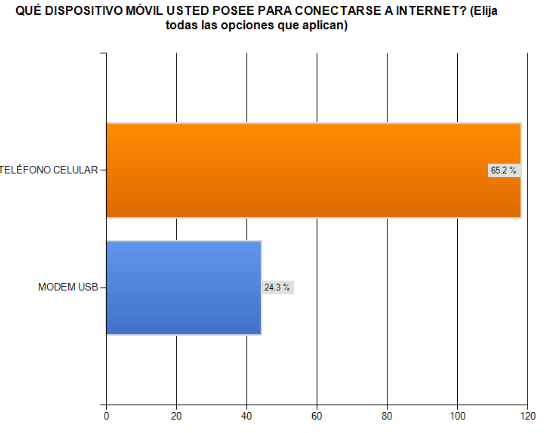 QUÉ DISPOSITIVO MÓVIL USTED POSEE PARA CONECTARSE A INTERNET? (Elija
todas las opciones que aplican)
TELÉFONO CELULAR
65.2 %
MODEM USB
24.3 %
0 20 40 60 80 100 120